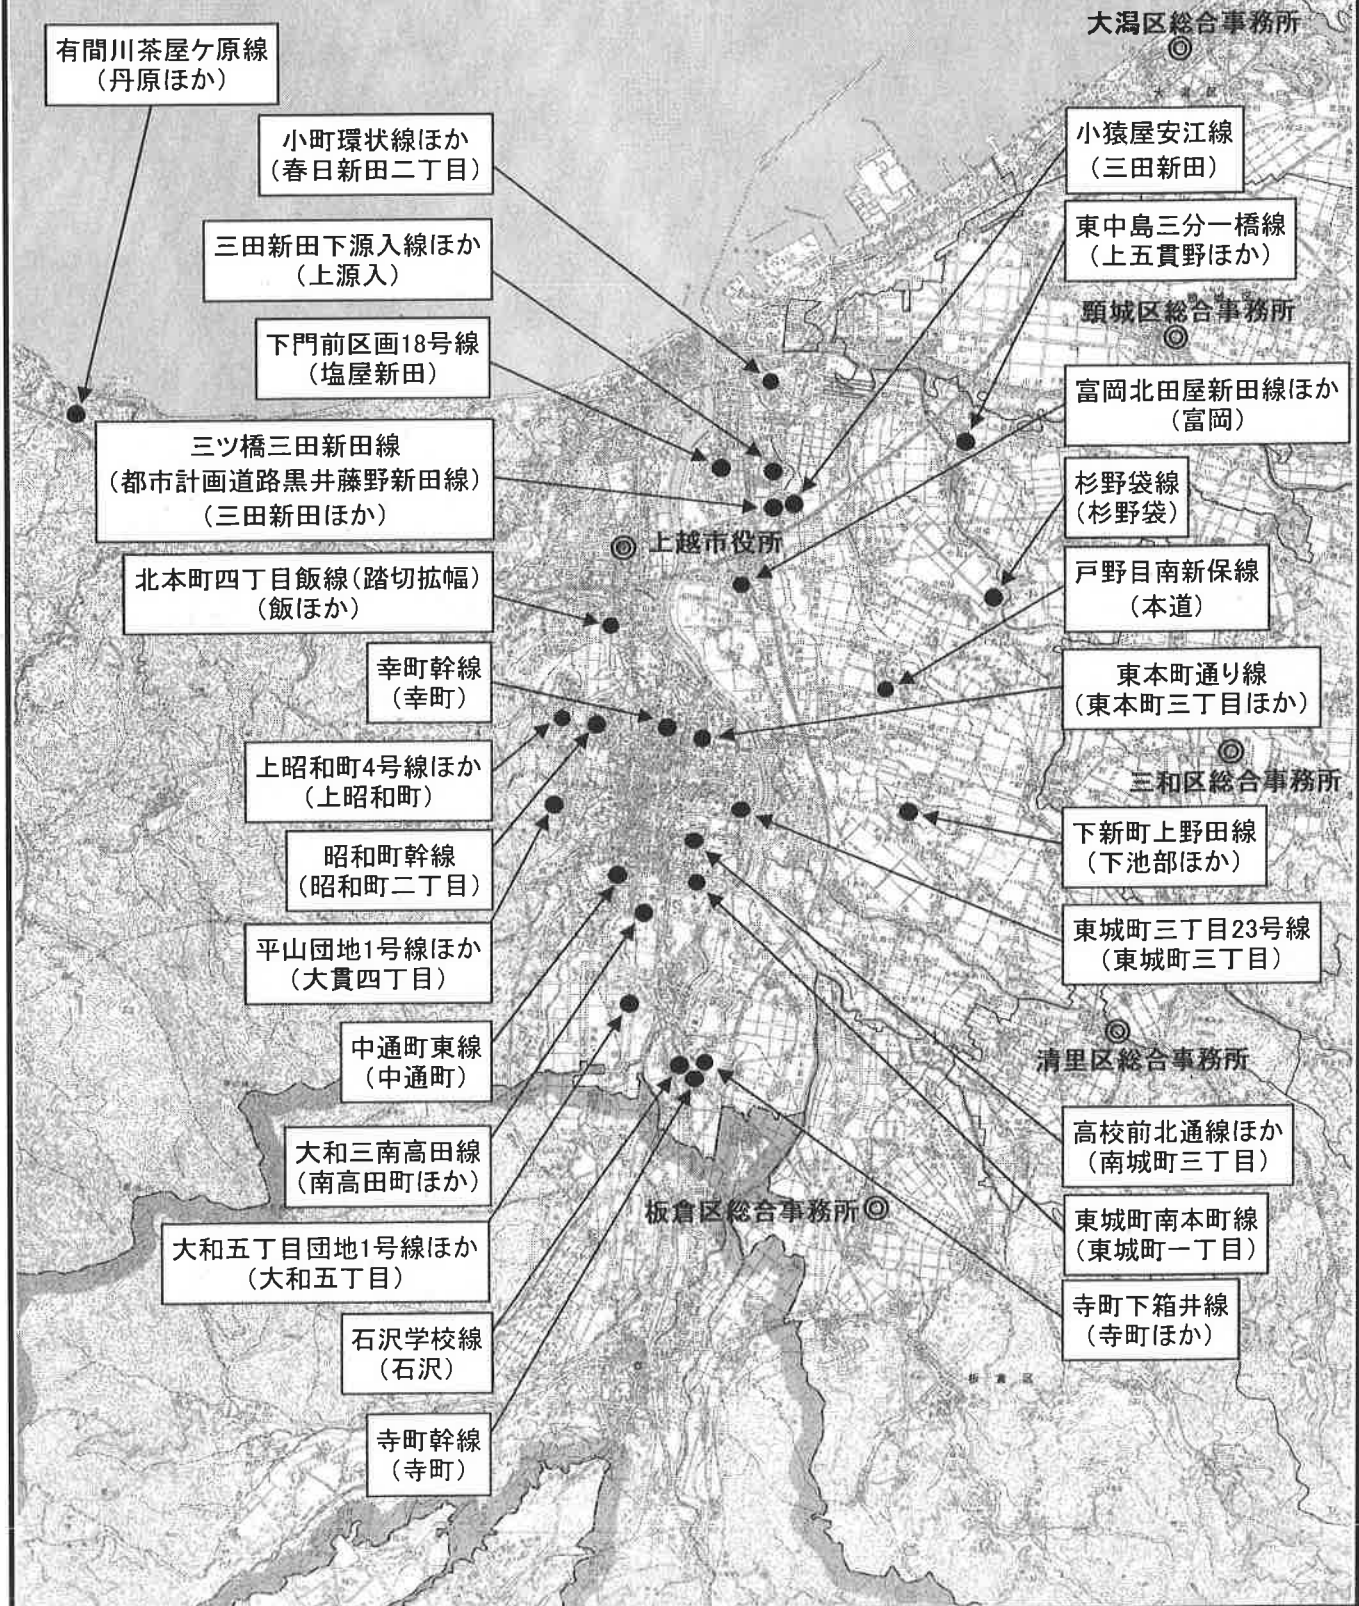 大潟区総合事務所
有間川茶屋ケ原線
（丹原ほか）
小町環状線ほか
（春日新田二丁目）
三田新田下源入線ほか
（上源入）
下門前区画18号線
（塩屋新田）
三ツ橋三田新田線
（都市計画道路黒井藤野新田線）
（三田新田ほか）
北本町四丁目飯線（踏切拡幅）
（飯ほか）
幸町幹線
（幸町）
上昭和町4号線ほか
（上昭和町）
昭和町幹線
（昭和町二丁目）
平山団地1号線ほか
（大貫四丁目）
中通町東線
（中通町）
大和三南高田線
（南高田町ほか）
大和五丁目団地1号線ほか
（大和五丁目）
石沢学校線
（石沢）
寺町幹線
（寺町）
上越市役所
板倉区総合事務所
大潟区
小猿屋安江線
（三田新田）
東中島三分一橋線
（上五貫野ほか）
頸城区総合事務所
富岡北田屋新田線ほか
（富岡）
杉野袋線
（杉野袋）
戸野目南新保線
（本道）
東本町通り線
（東本町三丁目ほか）
三和区総合事務所
下新町上野田線
（下池部ほか）
東城町三丁目23号線
（東城町三丁目）
清里区総合事務所
高校前北通線ほか
（南城町三丁目）
東城町南本町線
（東城町一丁目）
寺町下箱井線
（寺町ほか）
板倉区